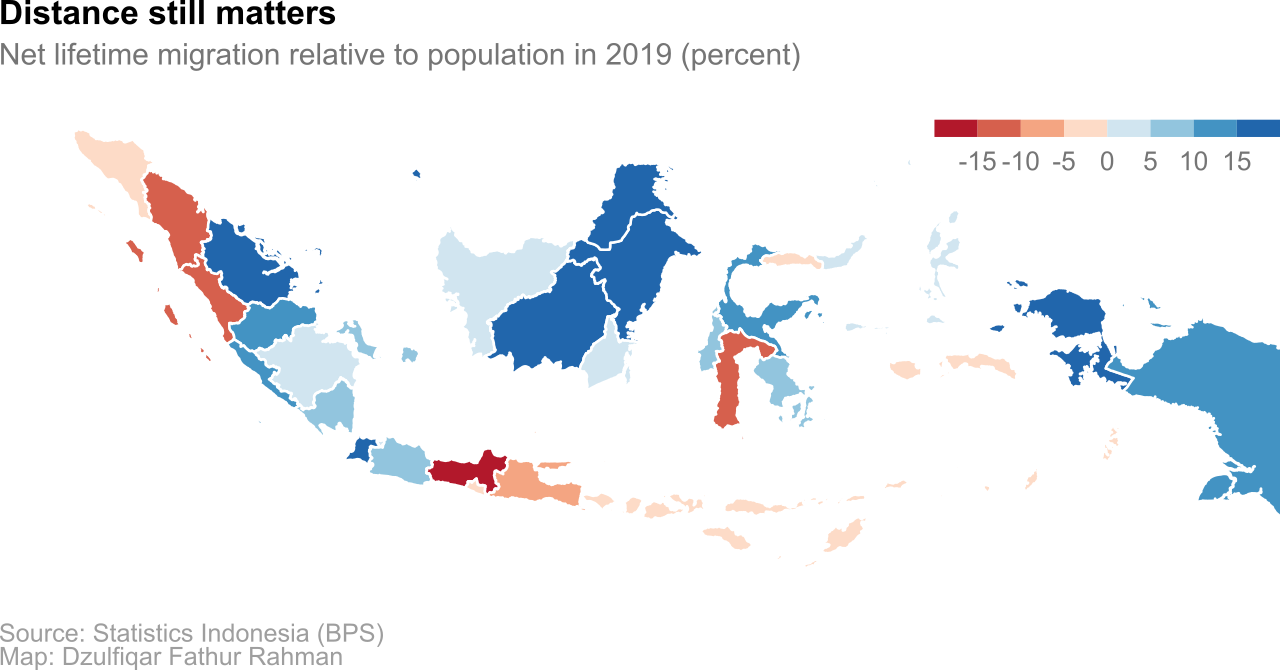 Distance still matters
Net lifetime migration relative to population in 2019 (percent)
-15 -10 -5 0 5 10 15
Source: Statistics Indonesia (BPS)
Map: Dzulfiqar Fathur Rahman